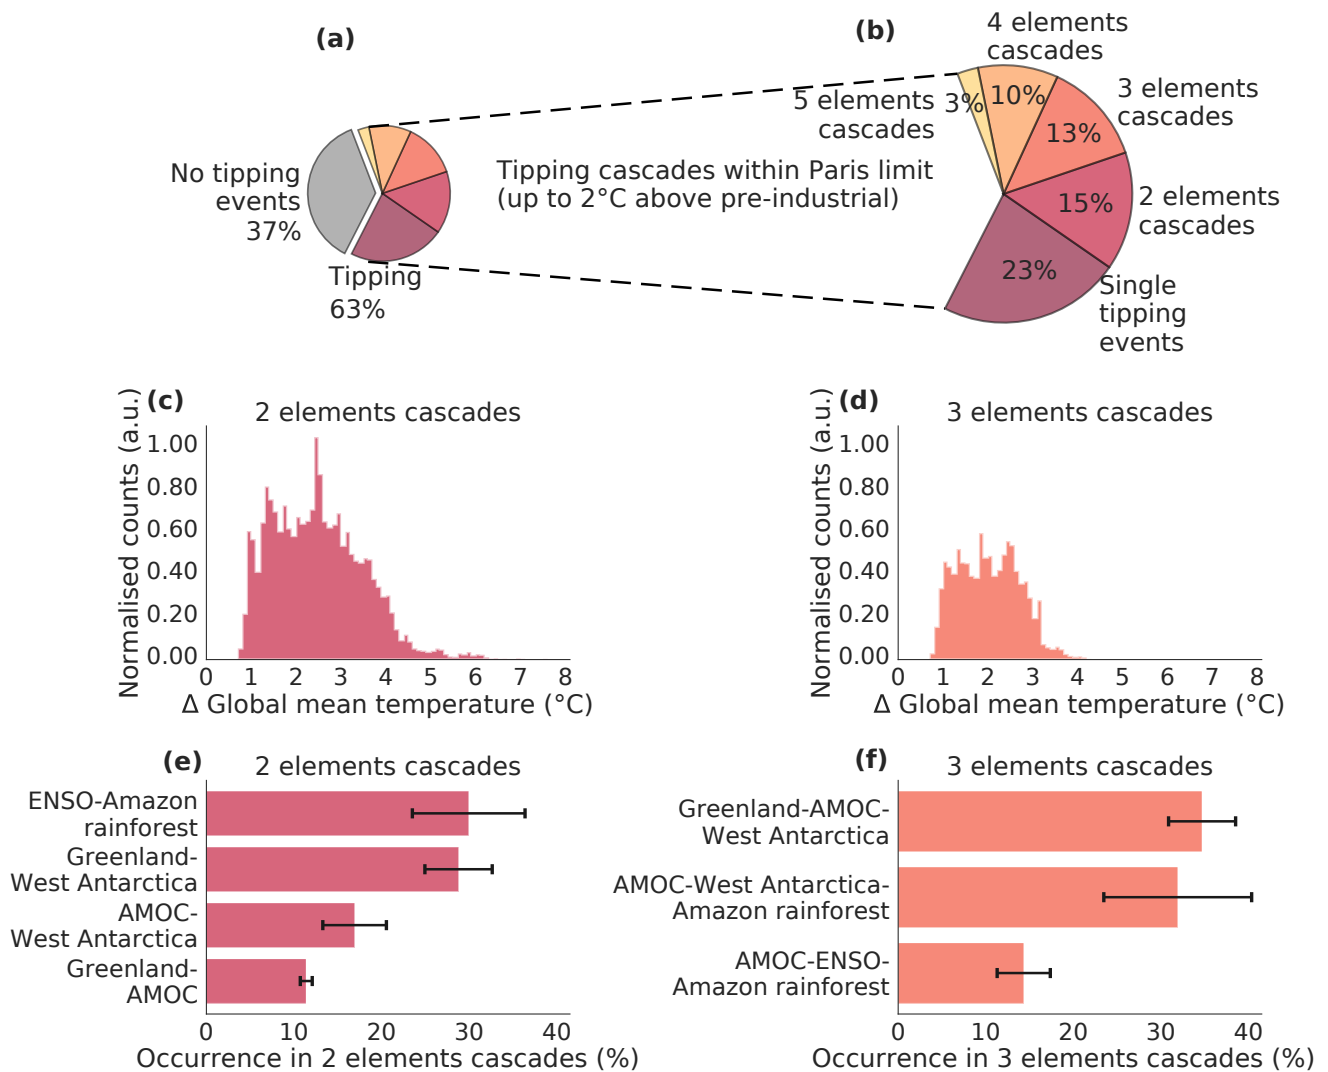 (a)
No tipping
events
37%
Tipping
63%
Tipping cascades within Paris limit
(up to 2°C above pre-industrial)
(b)
4 elements
cascades
3 elements
cascades
5 elements
cascades
2 elements
cascades
Single
tipping
events
3%
10%
13%
15%
23%
(c)
2 elements cascades
Normalised counts (a.u.)
1.00
0.80
0.60
0.40
0.20
0.00
0 1 2 3 4 5 6 7 8
Δ Global mean temperature (°C)
(d)
3 elements cascades
Normalised counts (a.u.)
1.00
0.80
0.60
0.40
0.20
0.00
0 1 2 3 4 5 6 7 8
Δ Global mean temperature (°C)
(e)
2 elements cascades
ENSO-Amazon
rainforest
Greenland-
West Antarctica
AMOC-
West Antarctica
Greenland-
AMOC
0 10 20 30 40
Occurrence in 2 elements cascades (%)
(f)
3 elements cascades
Greenland-AMOC-
West Antarctica
AMOC-West Antarctica-
Amazon rainforest
AMOC-ENSO-
Amazon rainforest
0 10 20 30 40
Occurrence in 3 elements cascades (%)